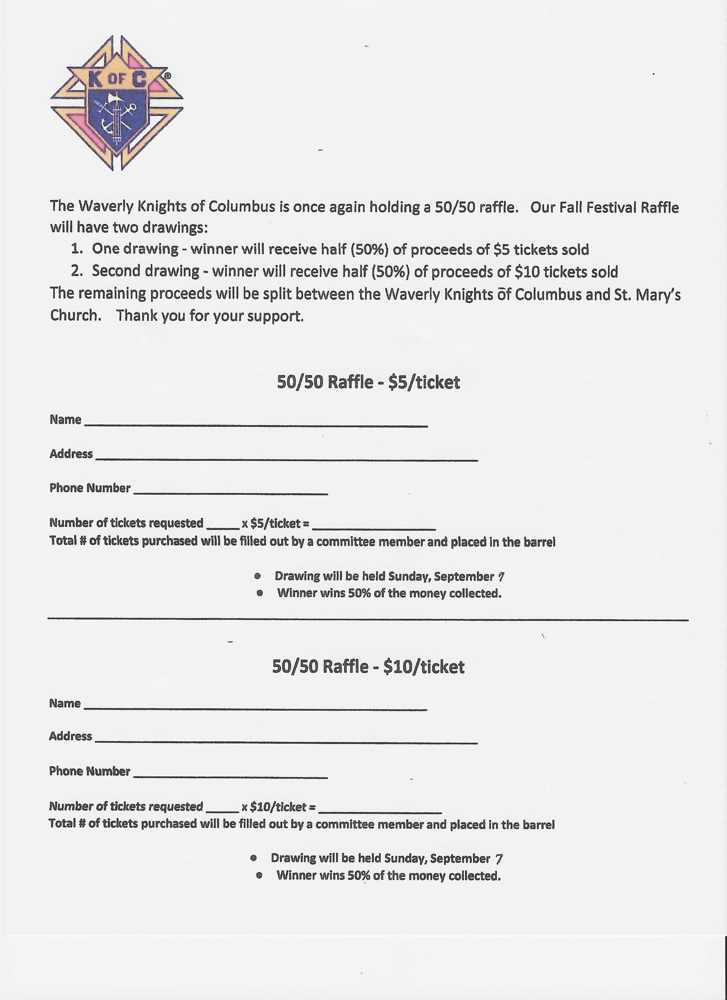 K OF C ®
The Waverly Knights of Columbus is once again holding a 50/50 raffle. Our Fall Festival Raffle
will have two drawings:
1. One drawing - winner will receive half (50%) of proceeds of $5 tickets sold
2. Second drawing - winner will receive half (50%) of proceeds of $10 tickets sold
The remaining proceeds will be split between the Waverly Knights of Columbus and St. Mary's
Church. Thank you for your support.
50/50 Raffle - $5/ticket
Name ____________________
Address ____________________
Phone Number ____________________
Number of tickets requested _____ x $5/ticket = ____________________
Total # of tickets purchased will be filled out by a committee member and placed in the barrel
• Drawing will be held Sunday, September 7
• Winner wins 50% of the money collected.
50/50 Raffle - $10/ticket
Name ____________________
Address ____________________
Phone Number ____________________
Number of tickets requested _____ x $10/ticket = ____________________
Total # of tickets purchased will be filled out by a committee member and placed in the barrel
• Drawing will be held Sunday, September 7
• Winner wins 50% of the money collected.